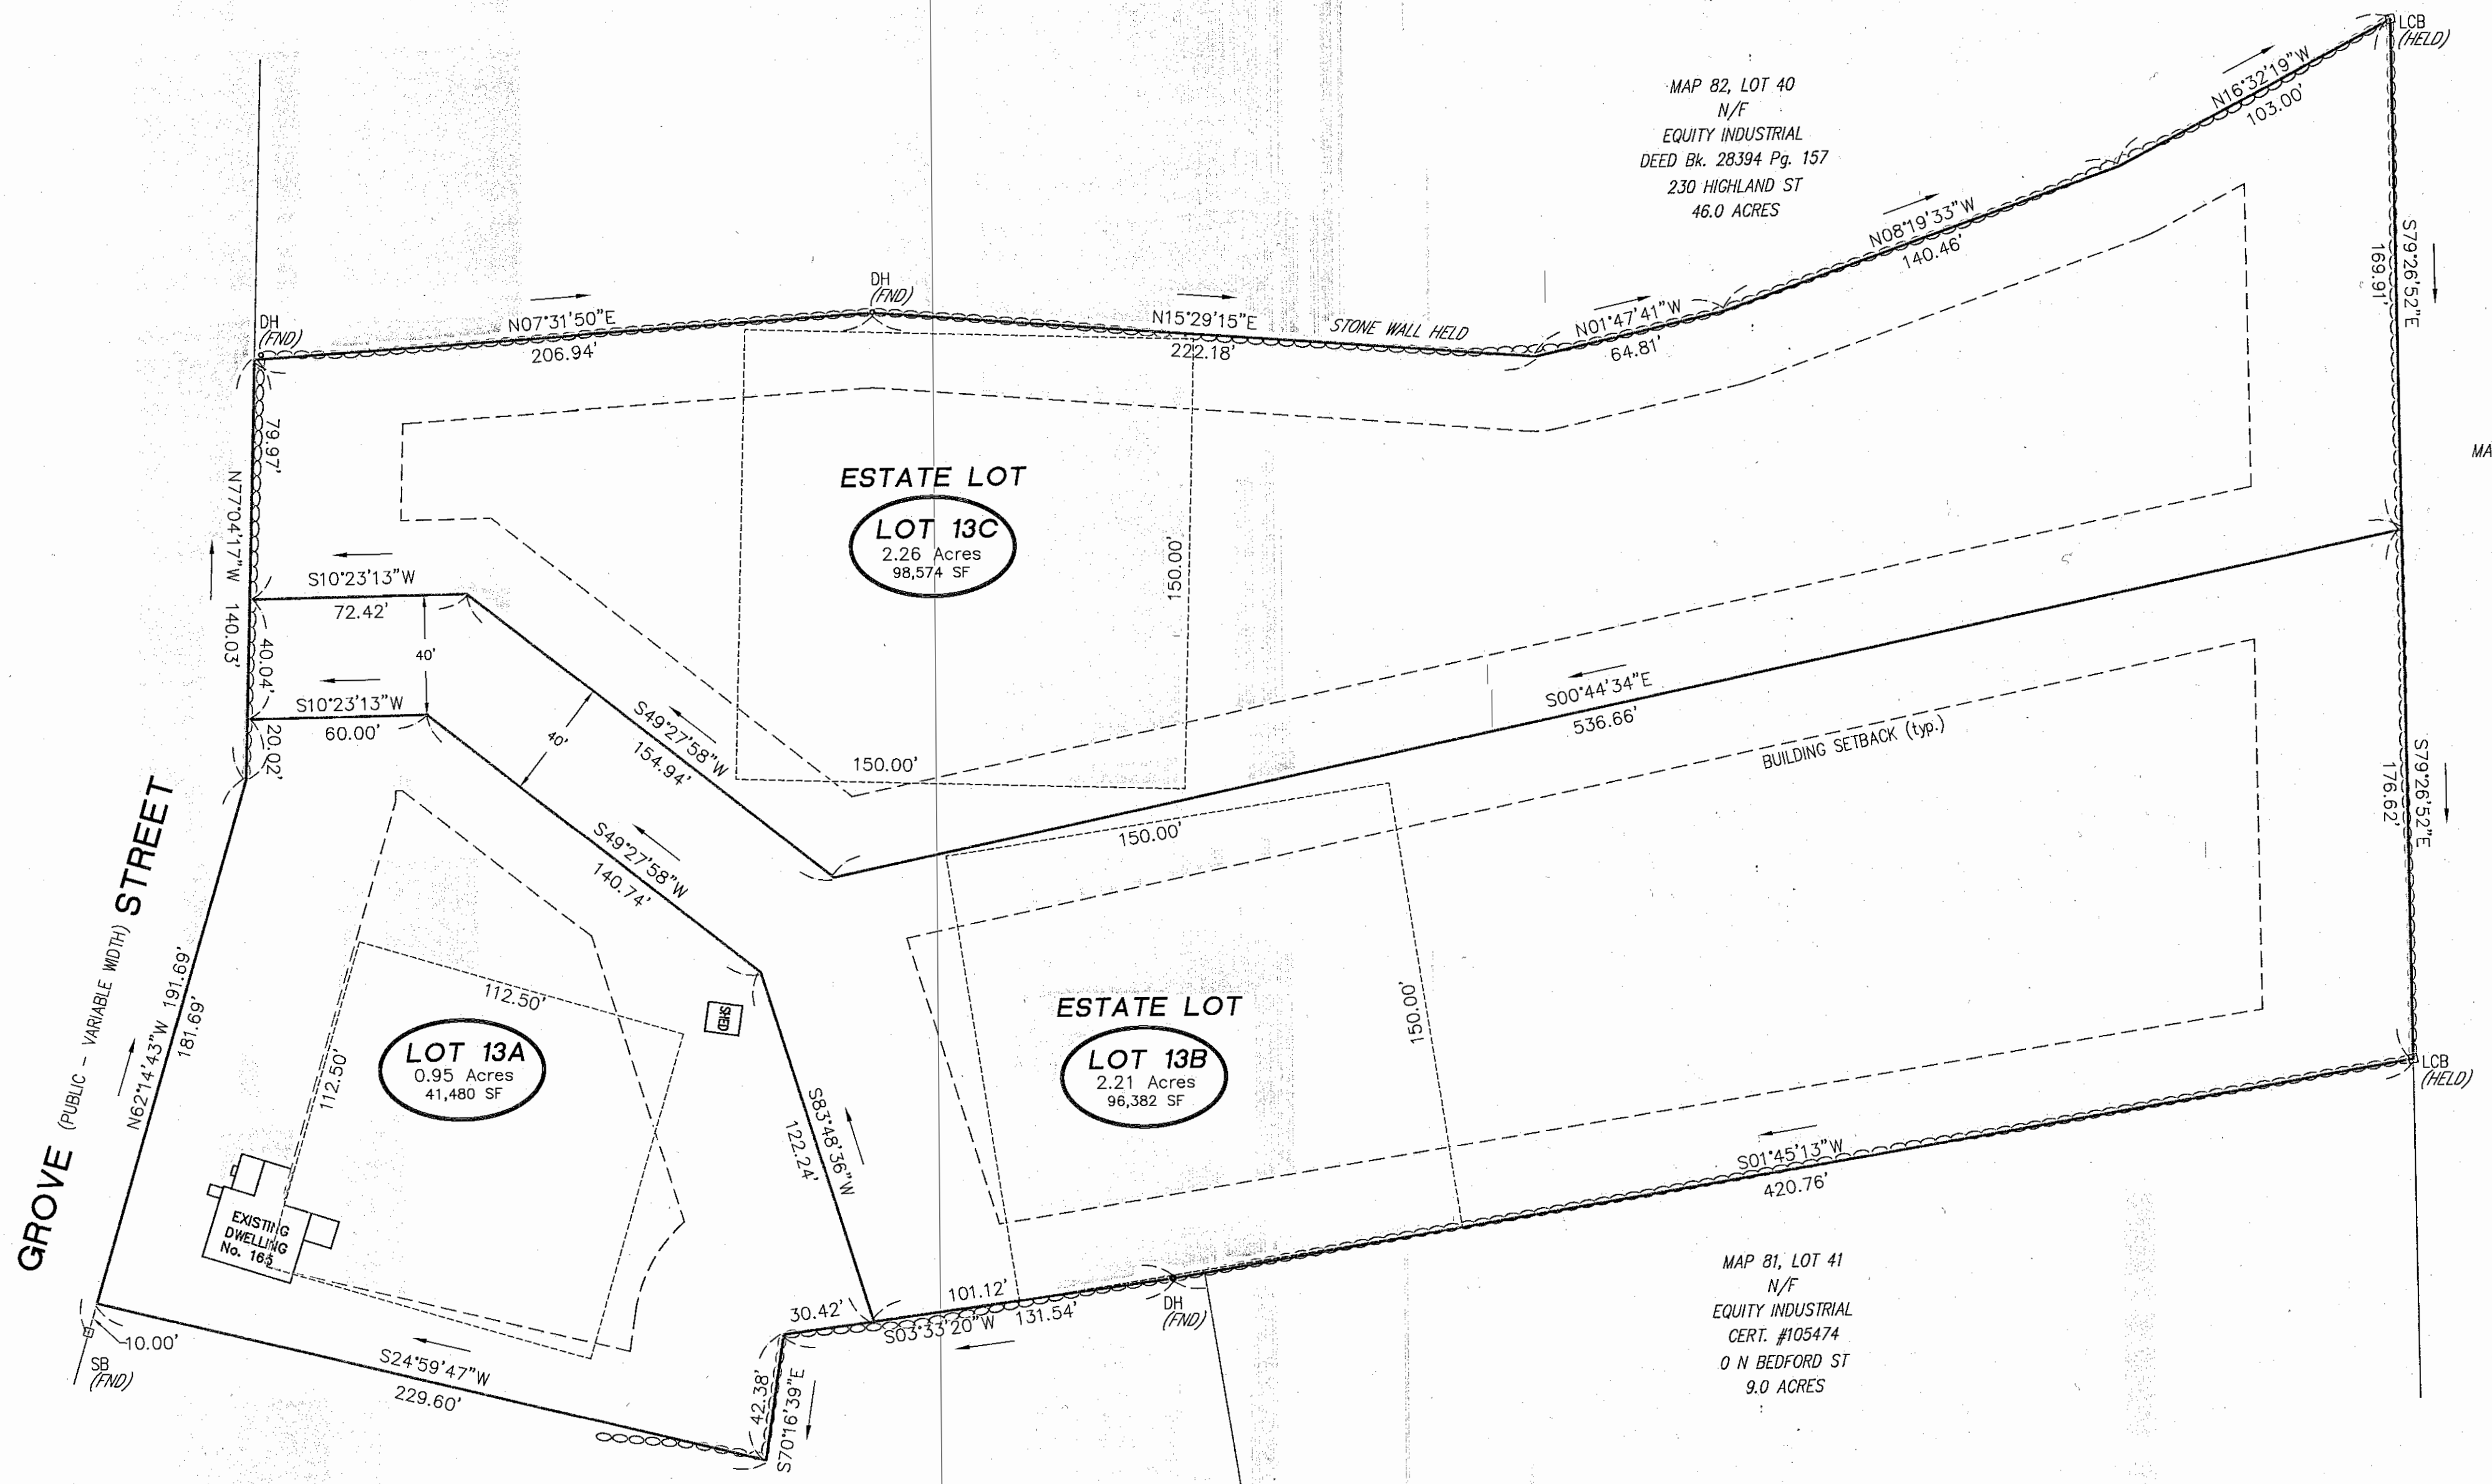 LCB
(HELD)
N16°32'19"W
103.00'
MAP 82, LOT 40
N/F
EQUITY INDUSTRIAL
DEED Bk. 28394 Pg. 157
230 HIGHLAND ST
46.0 ACRES
N08°19'33"W
140.46'
S79°26'52"E
169.91'
DH
(FND)
DH
(FND)
N07°31'50"E
206.94'
N15°29'15"E
222.18'
STONE WALL HELD
N01°47'41"W
64.81'
79.97'
N77°04'17"W 140.03'
ESTATE LOT
LOT 13C
2.26 Acres
98,574 SF
150.00'
150.00'
MA
S10°23'13"W
72.42'
40.04'
40'
S10°23'13"W
60.00'
20.02'
40'
S49°27'58"W
154.94'
S49°27'58"W
140.74'
S00°44'34"E
536.66'
BUILDING SETBACK (typ.)
S79°26'52"E
176.62'
150.00'
150.00'
GROVE (PUBLIC - VARIABLE WIDTH) STREET
N62°14'43"W 191.69'
181.69'
112.50'
112.50'
SHED
LOT 13A
0.95 Acres
41,480 SF
ESTATE LOT
LOT 13B
2.21 Acres
96,382 SF
S83°48'36"W
122.24'
LCB
(HELD)
S01°45'13"W
420.76'
EXISTING
DWELLING
No. 165
10.00'
SB
(FND)
S24°59'47"W
229.60'
30.42'
101.12'
S03°33'20"W 131.54'
DH
(FND)
42.38'
S70°16'39"E
MAP 81, LOT 41
N/F
EQUITY INDUSTRIAL
CERT. #105474
0 N BEDFORD ST
9.0 ACRES